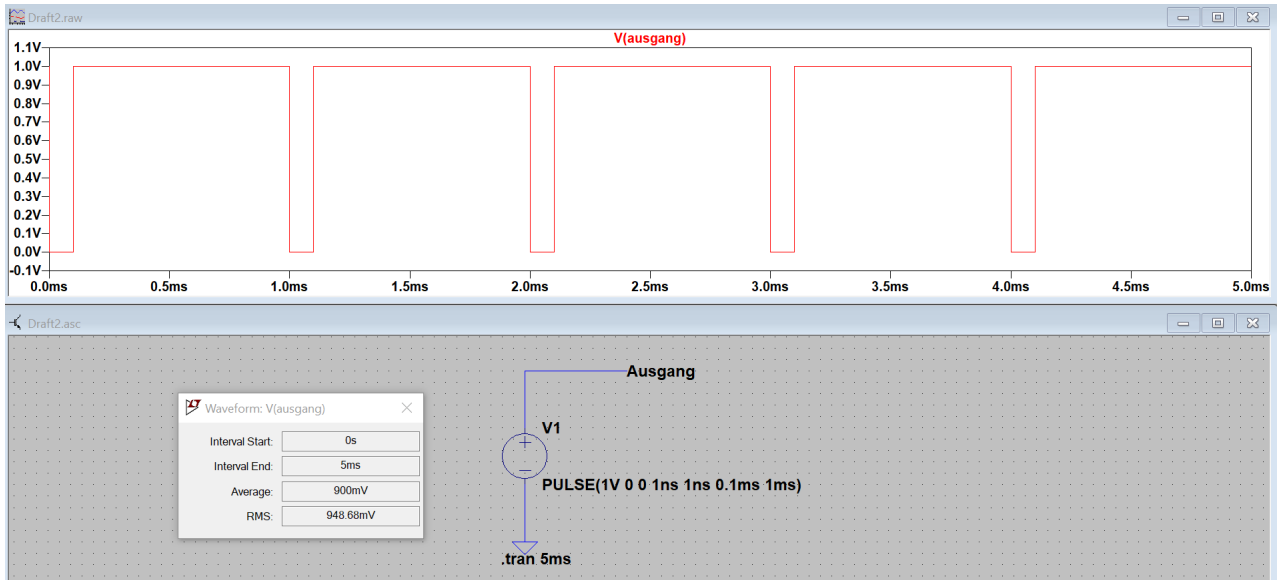 Draft2.raw
V(ausgang)
1.1V
1.0V
0.9V
0.8V
0.7V
0.6V
0.5V
0.4V
0.3V
0.2V
0.1V
0.0V
-0.1V
0.0ms 0.5ms 1.0ms 1.5ms 2.0ms 2.5ms 3.0ms 3.5ms 4.0ms 4.5ms 5.0ms
Draft2.asc
Ausgang
Waveform: V(ausgang)
Interval Start: 0s
Interval End: 5ms
Average: 900mV
RMS: 948.68mV
V1
PULSE(1V 0 0 1ns 1ns 0.1ms 1ms)
.tran 5ms